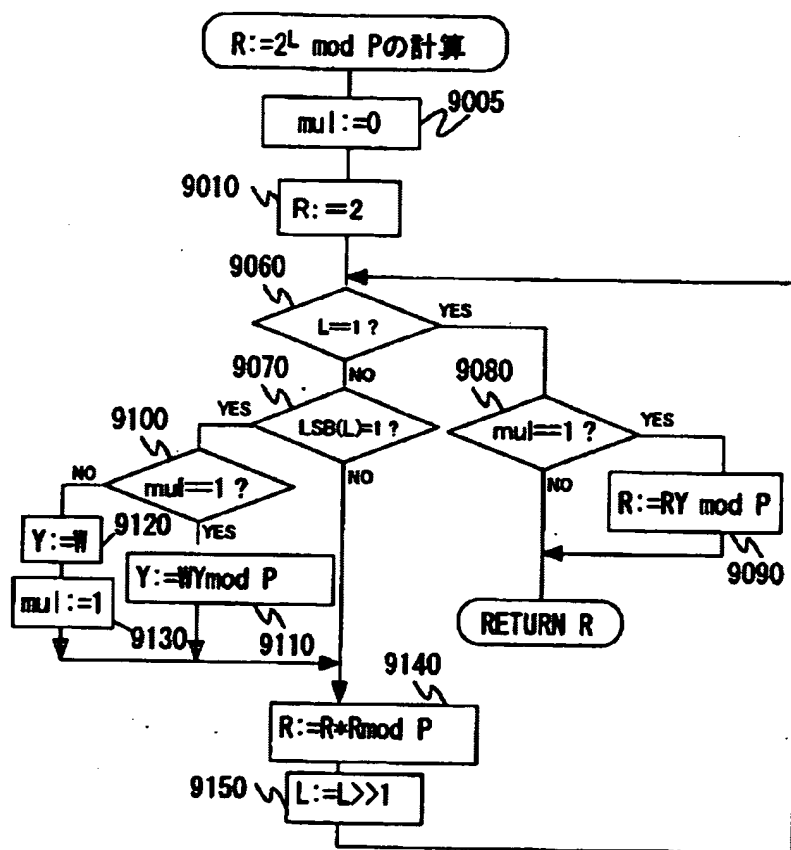 R:=2^L mod Pの計算
9005
mul:=0
9010
R:=2
9060
L==1 ?
YES
NO
9070
9080
YES
LSB(L)=1 ?
mul==1 ?
YES
9100
NO
NO
mul==1 ?
NO
R:=RY mod P
9120
YES
Y:=W
Y:=WYmod P
9090
mul:=1
9130
9110
RETURN R
9140
R:=R*Rmod P
9150
L:=L>>1